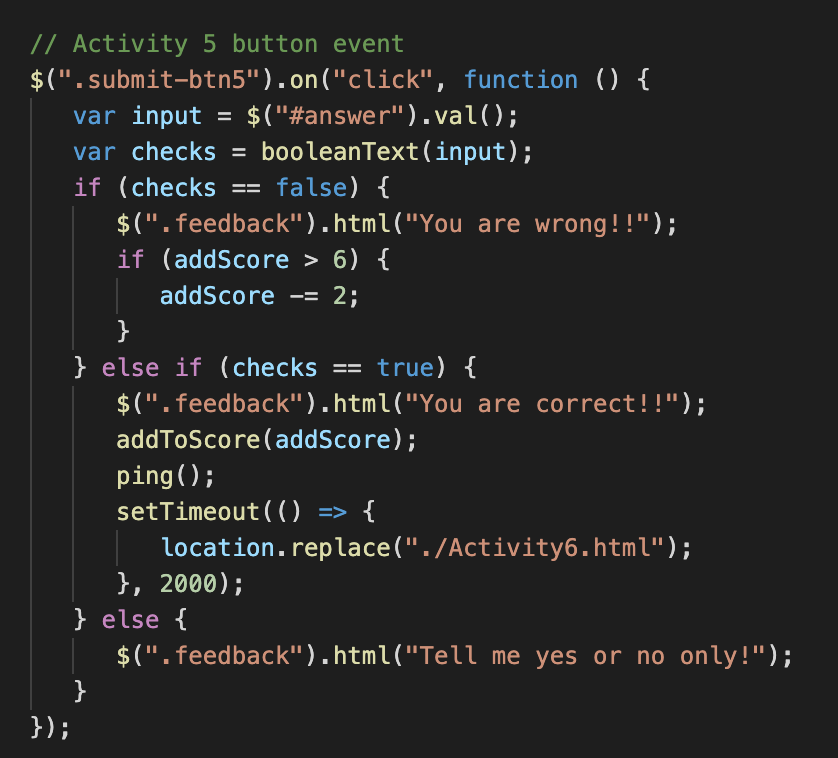 // Activity 5 button event
$(".submit-btn5").on("click", function () {
   var input = $("#answer").val();
   var checks = booleanText(input);
   if (checks == false) {
      $(".feedback").html("You are wrong!!");
      if (addScore > 6) {
         addScore -= 2;
      }
   } else if (checks == true) {
      $(".feedback").html("You are correct!!");
      addToScore(addScore);
      ping();
      setTimeout(() => {
         location.replace("./Activity6.html");
      }, 2000);
   } else {
      $(".feedback").html("Tell me yes or no only!");
   }
});